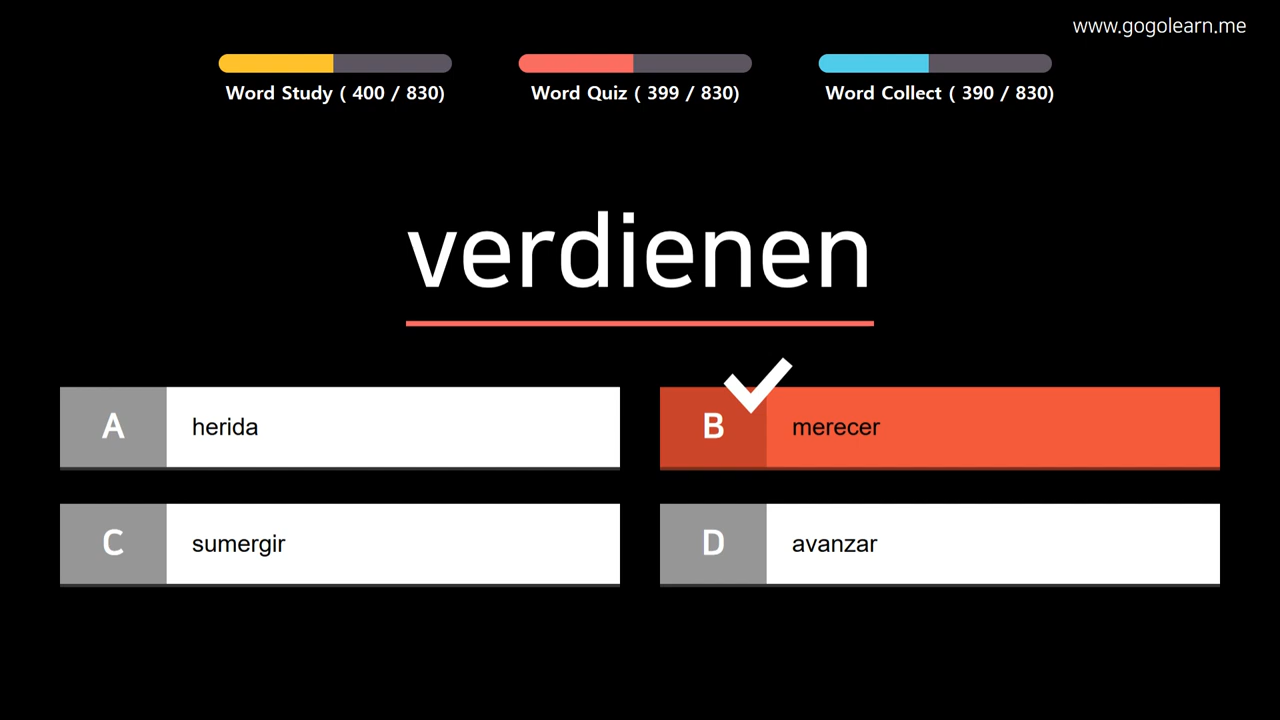 www.gogolearn.me
Word Study ( 400 / 830)
Word Quiz ( 399 / 830)
Word Collect ( 390 / 830)
verdienen
A herida
B merecer
C sumergir
D avanzar